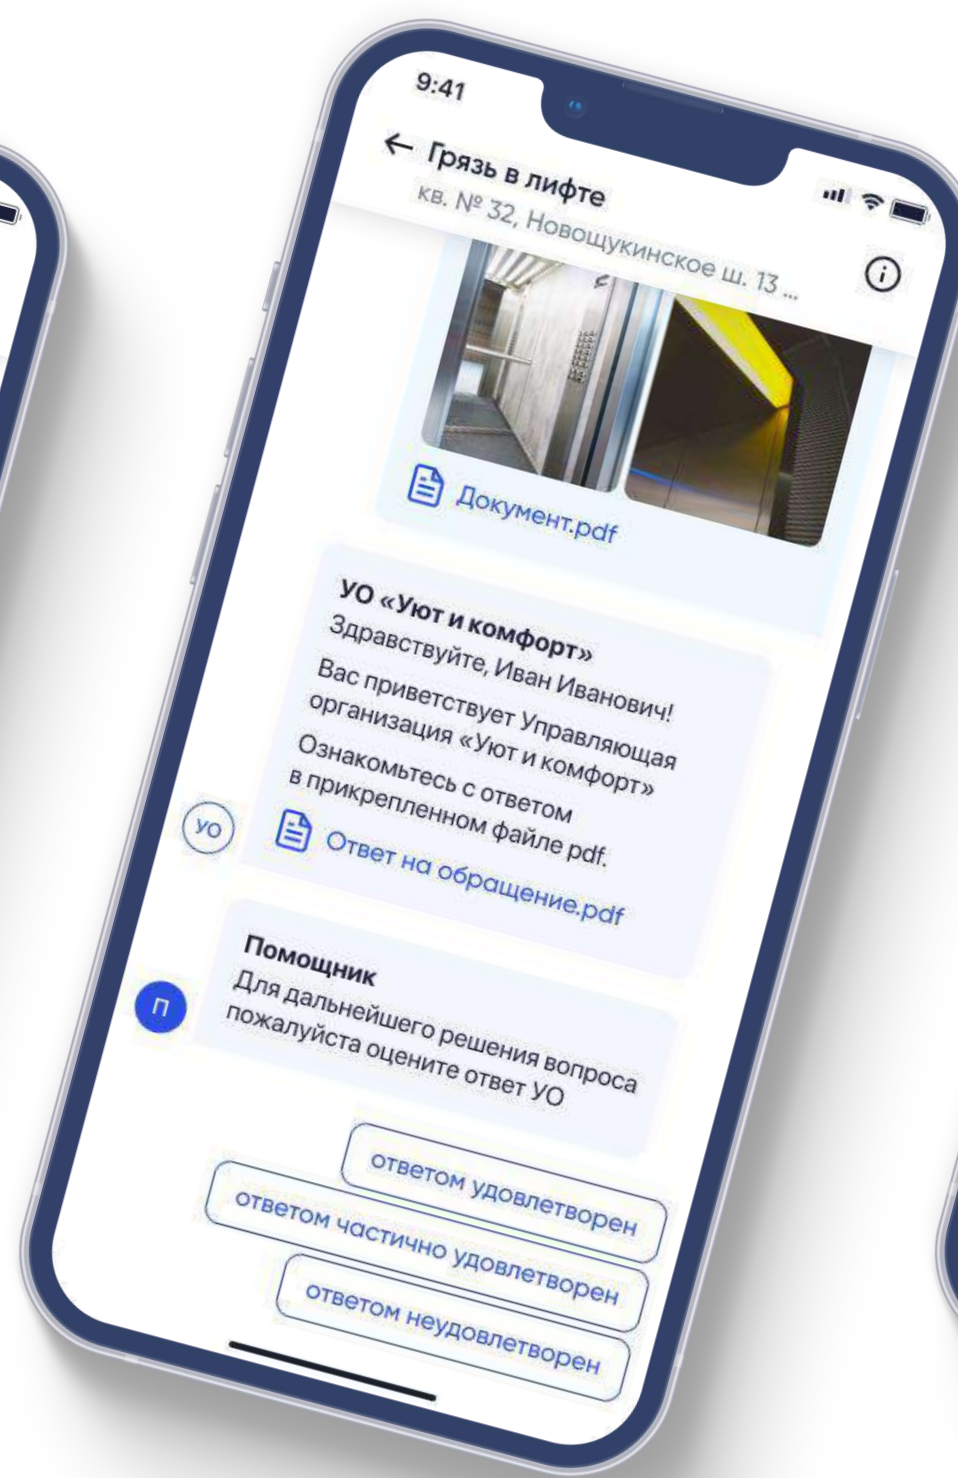 9:41
Грязь в лифте
кв. № 32, Новощукинское ш. 13 ...
Документ.pdf
УО «Уют и комфорт»
Здравствуйте, Иван Иванович!
Вас приветствует Управляющая
организация «Уют и комфорт»
Ознакомьтесь с ответом
в прикрепленном файле pdf.
УО
Ответ на обращение.pdf
Помощник
П
Для дальнейшего решения вопроса
пожалуйста оцените ответ УО
ответом удовлетворен
ответом частично удовлетворен
ответом неудовлетворен